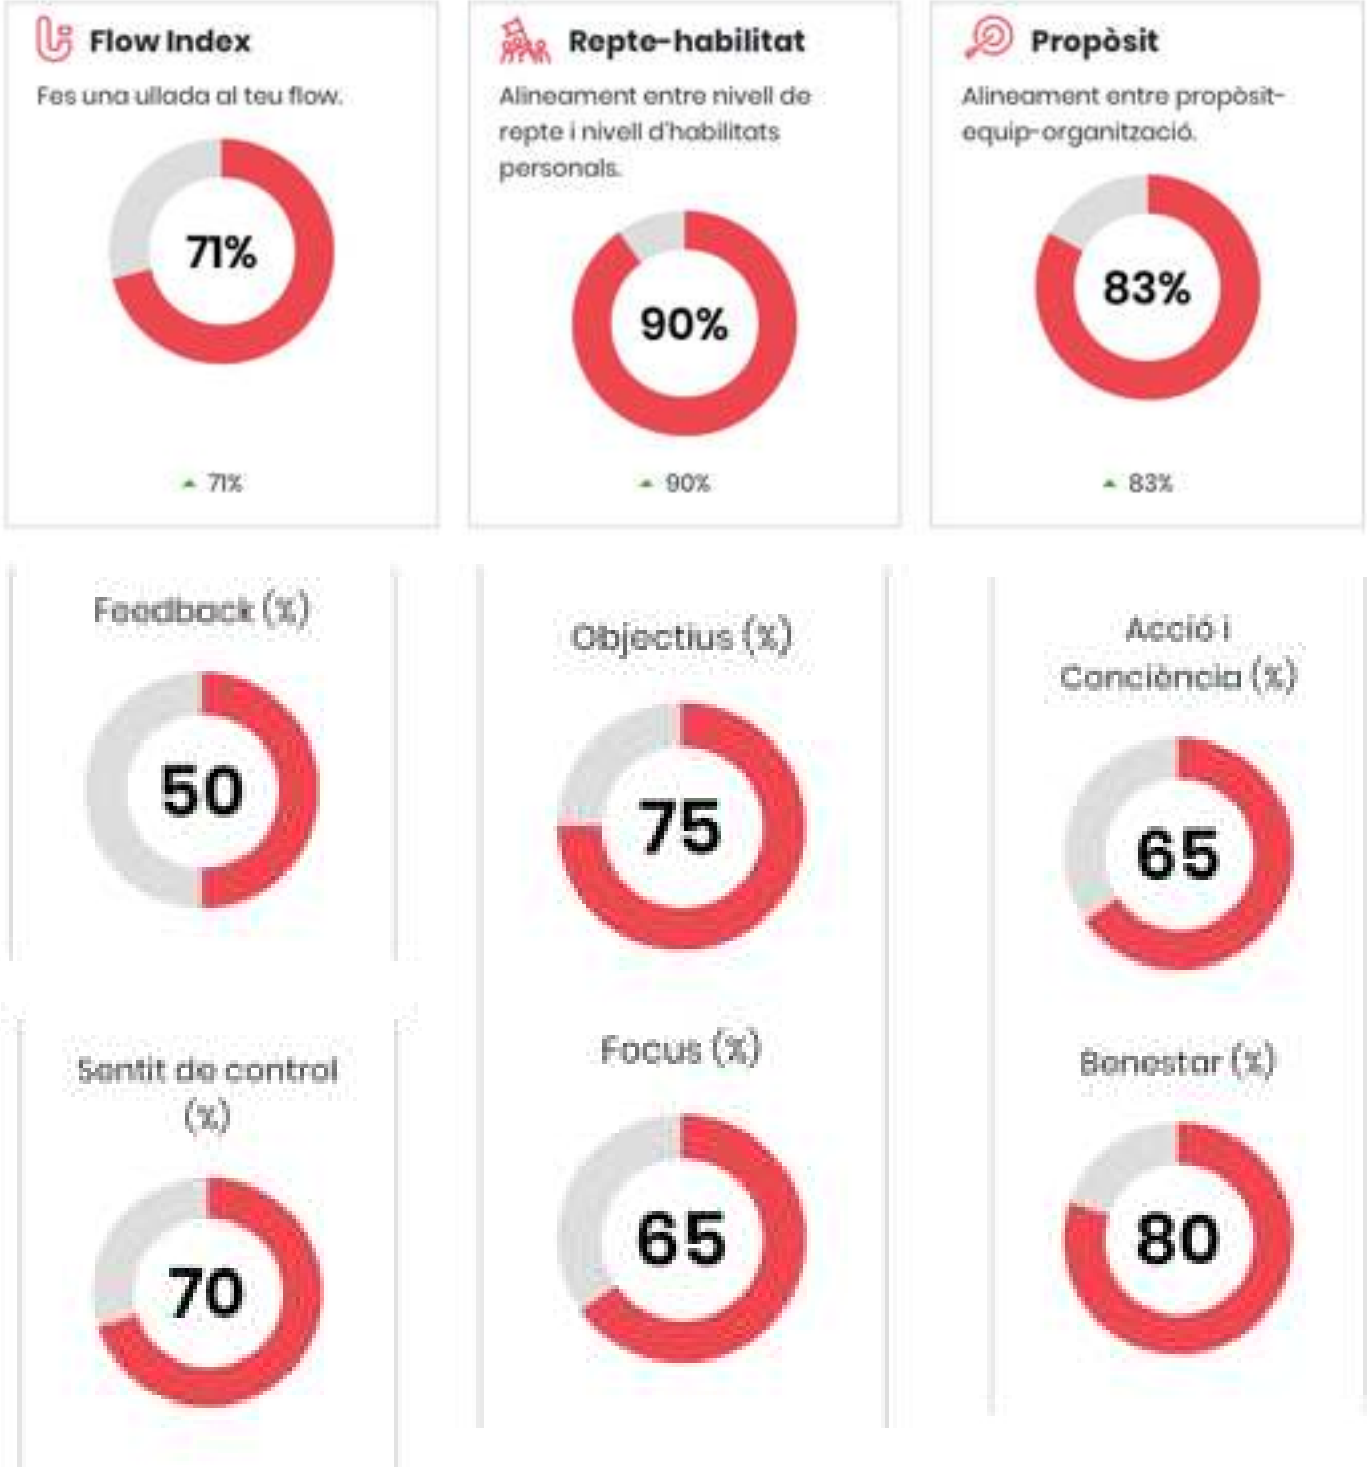 Flow Index
Fes una ullada al teu flow.
71%
71%
Repte-habilitat
Alineament entre nivell de
repte i nivell d'habilitats
personals.
90%
90%
Propòsit
Alineament entre propòsit-
equip-organització.
83%
83%
Feedback (%)
50
Objectius (%)
75
Acció i
Conciència (%)
65
Sentit de control
(%)
70
Focus (%)
65
Benestar (%)
80